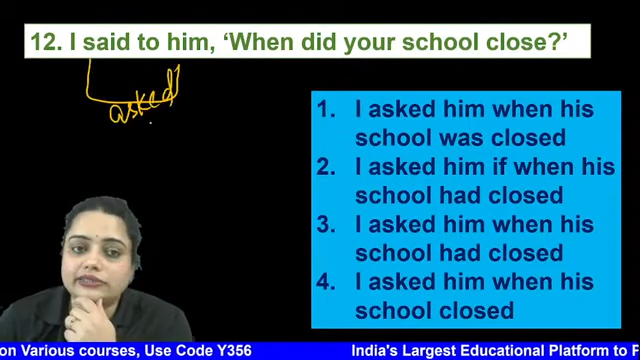 12. I said to him, ‘When did your school close?’
asked
1. I asked him when his
school was closed
2. I asked him if when his
school had closed
3. I asked him when his
school had closed
4. I asked him when his
school closed
on Various courses, Use Code Y356 India's Largest Educational Platform to